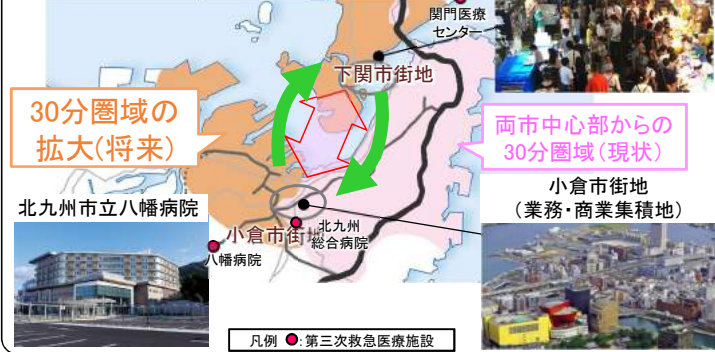 関門医療
センター
下関市街地
30分圏域の
拡大(将来)
両市中心部からの
30分圏域(現状)
小倉市街地
(業務・商業集積地)
北九州市立八幡病院
北九州
総合病院
小倉市街地
八幡病院
凡例 :第三次救急医療施設